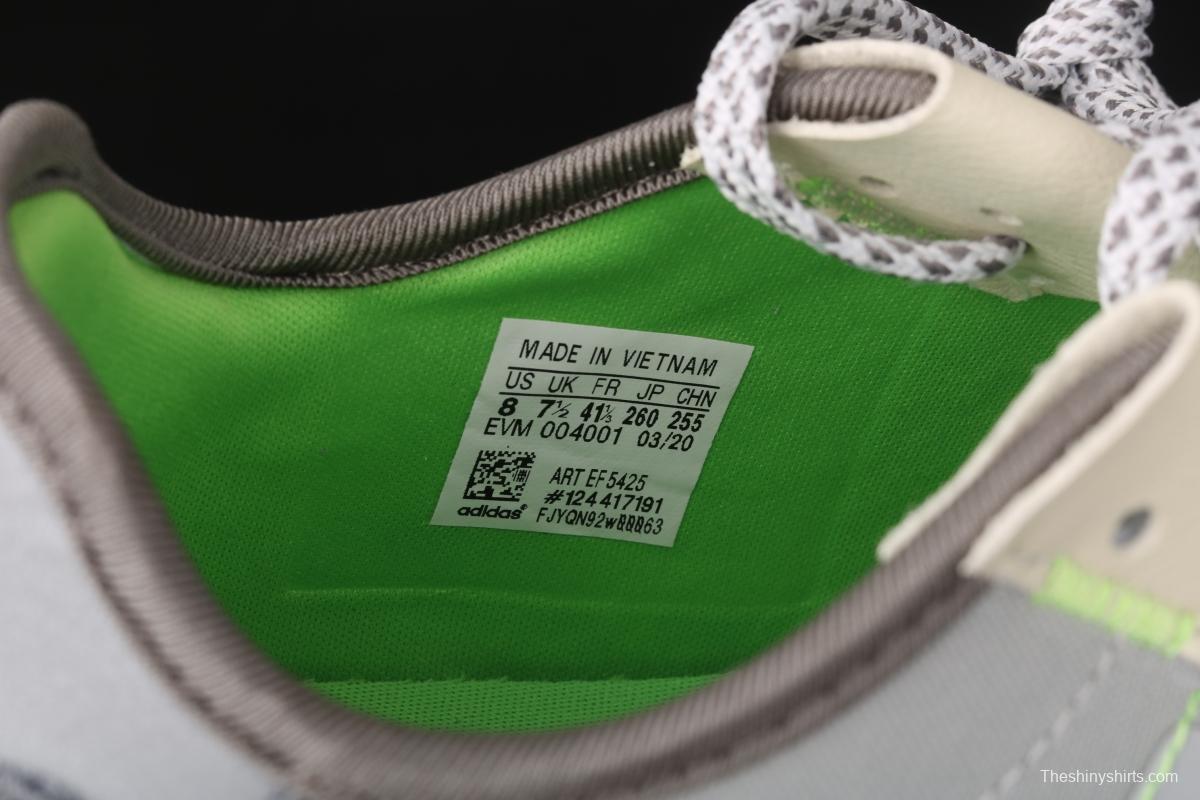 MADE IN VIETNAM
US UK FR JP CHN
8 7½ 41⅓ 260 255
EVM 004001 03/20
ART EF5425
#124417191
adidas® FJYQN92w
Theshinyshirts.com